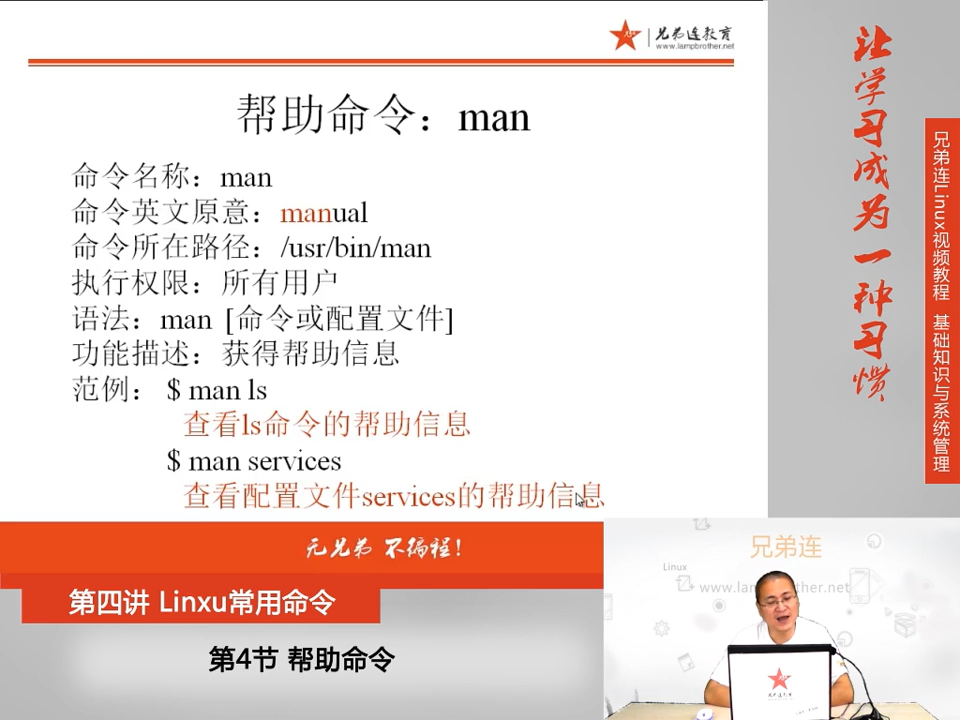 兄弟连教育
www.lampbrother.net
帮助命令：man
命令名称：man
命令英文原意：manual
命令所在路径：/usr/bin/man
执行权限：所有用户
语法：man [命令或配置文件]
功能描述：获得帮助信息
范例： $ man ls
查看ls命令的帮助信息
$ man services
查看配置文件services的帮助信息
让学习成为一种习惯
兄弟连Linux视频教程 基础知识与系统管理
无兄弟 不编程！
第四讲 Linxu常用命令
第4节 帮助命令
兄弟连
Linux
www.lampbrother.net